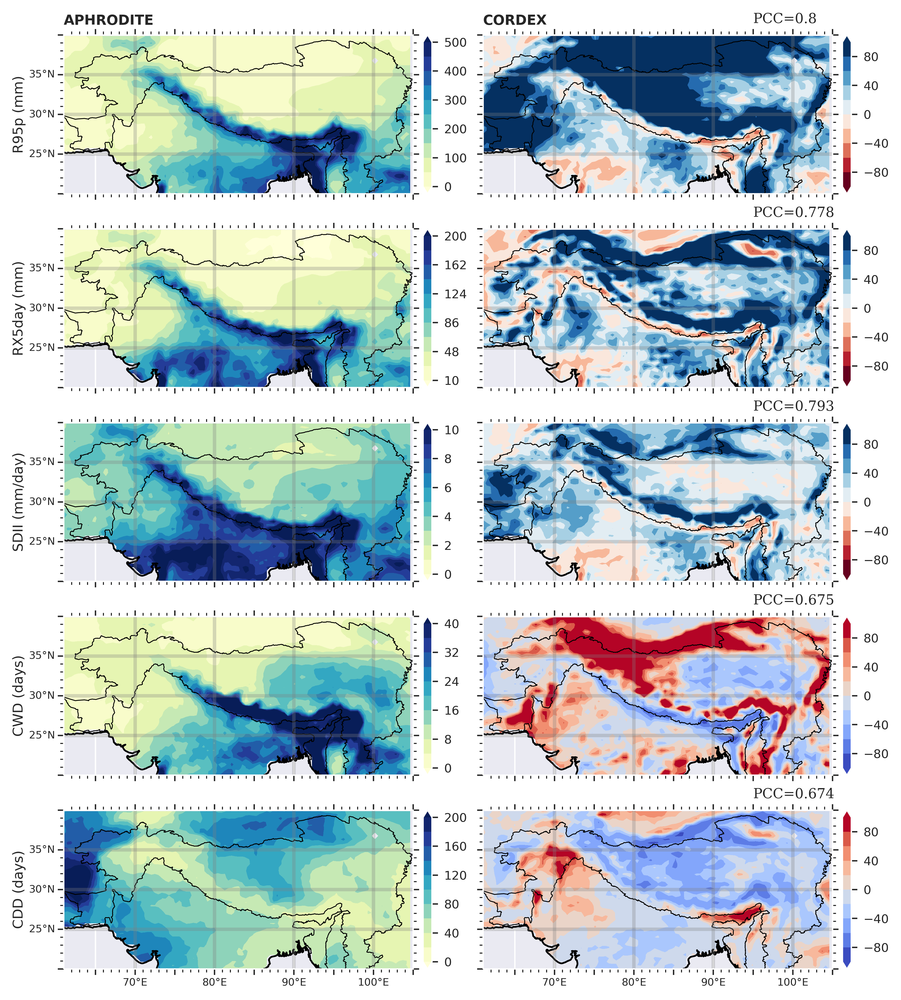 APHRODITE CORDEX PCC=0.8
R95p (mm)
35°N
30°N
25°N
500
400
300
200
100
0
80
40
0
−40
−80
PCC=0.778
RX5day (mm)
35°N
30°N
25°N
200
162
124
86
48
10
80
40
0
−40
−80
PCC=0.793
SDII (mm/day)
35°N
30°N
25°N
10
8
6
4
2
0
80
40
0
−40
−80
PCC=0.675
CWD (days)
35°N
30°N
25°N
40
32
24
16
8
0
80
40
0
−40
−80
PCC=0.674
CDD (days)
35°N
30°N
25°N
200
160
120
80
40
0
80
40
0
−40
−80
70°E 80°E 90°E 100°E 70°E 80°E 90°E 100°E